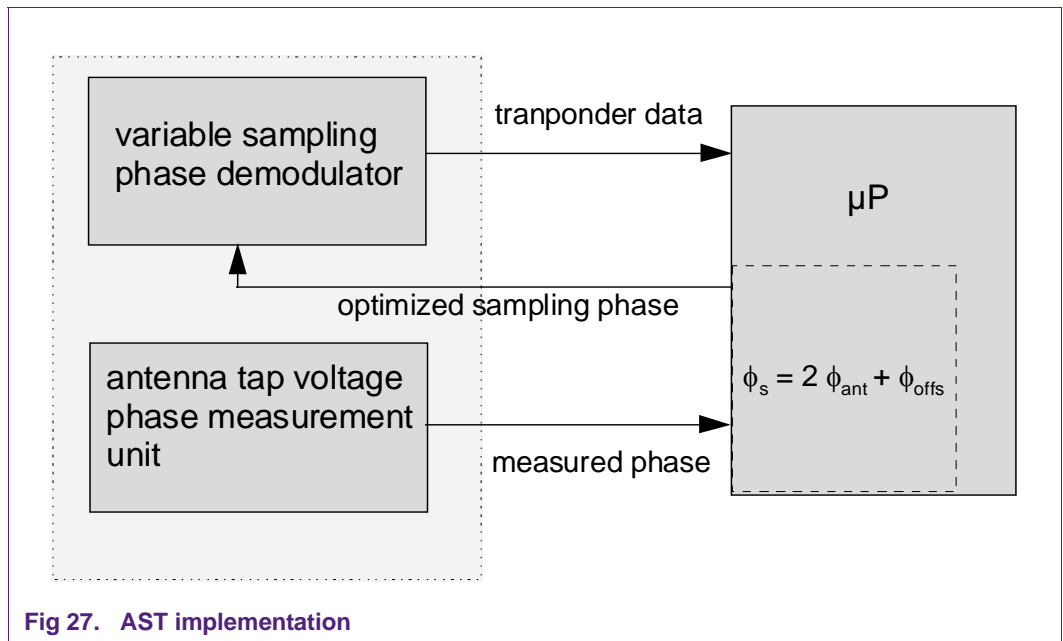 variable sampling
phase demodulator
tranponder data
µP
optimized sampling phase
antenna tap voltage
phase measurement
unit
ϕs = 2 ϕant + ϕoffs
measured phase
Fig 27. AST implementation